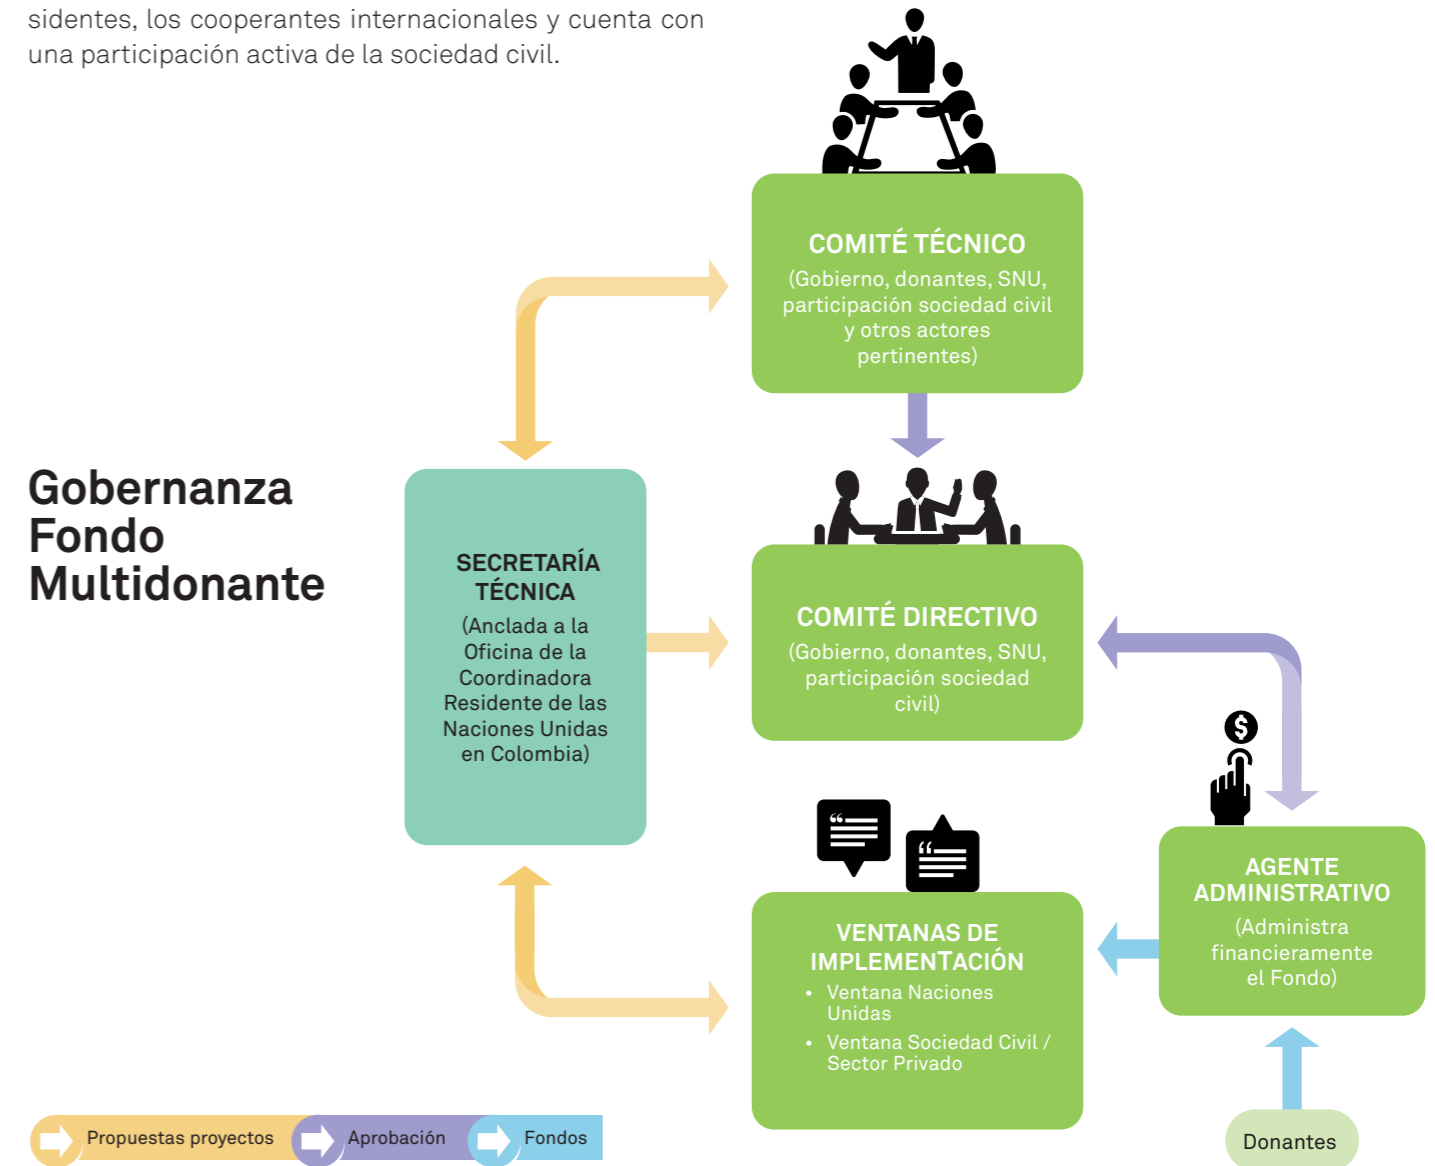 sidentes, los cooperantes internacionales y cuenta con
una participación activa de la sociedad civil.
COMITÉ TÉCNICO
(Gobierno, donantes, SNU,
participación sociedad civil
y otros actores
pertinentes)
Gobernanza
Fondo
Multidonante
SECRETARÍA
TÉCNICA
(Anclada a la
Oficina de la
Coordinadora
Residente de las
Naciones Unidas
en Colombia)
COMITÉ DIRECTIVO
(Gobierno, donantes, SNU,
participación sociedad
civil)
$
AGENTE
ADMINISTRATIVO
(Administra
financieramente
el Fondo)
VENTANAS DE
IMPLEMENTACIÓN
• Ventana Naciones
Unidas
• Ventana Sociedad Civil /
Sector Privado
Propuestas proyectos
Aprobación
Fondos
Donantes